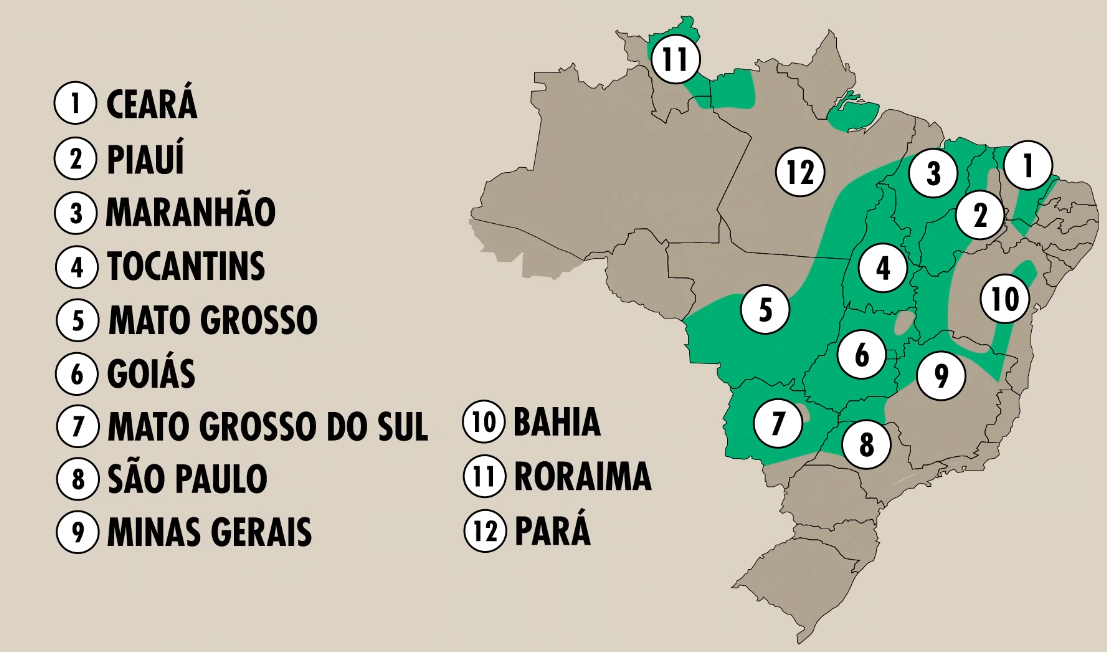 1 CEARÁ
2 PIAUÍ
3 MARANHÃO
4 TOCANTINS
5 MATO GROSSO
6 GOIÁS
7 MATO GROSSO DO SUL
8 SÃO PAULO
9 MINAS GERAIS
10 BAHIA
11 RORAIMA
12 PARÁ
11
12
3
1
2
4
10
5
6
9
7
8